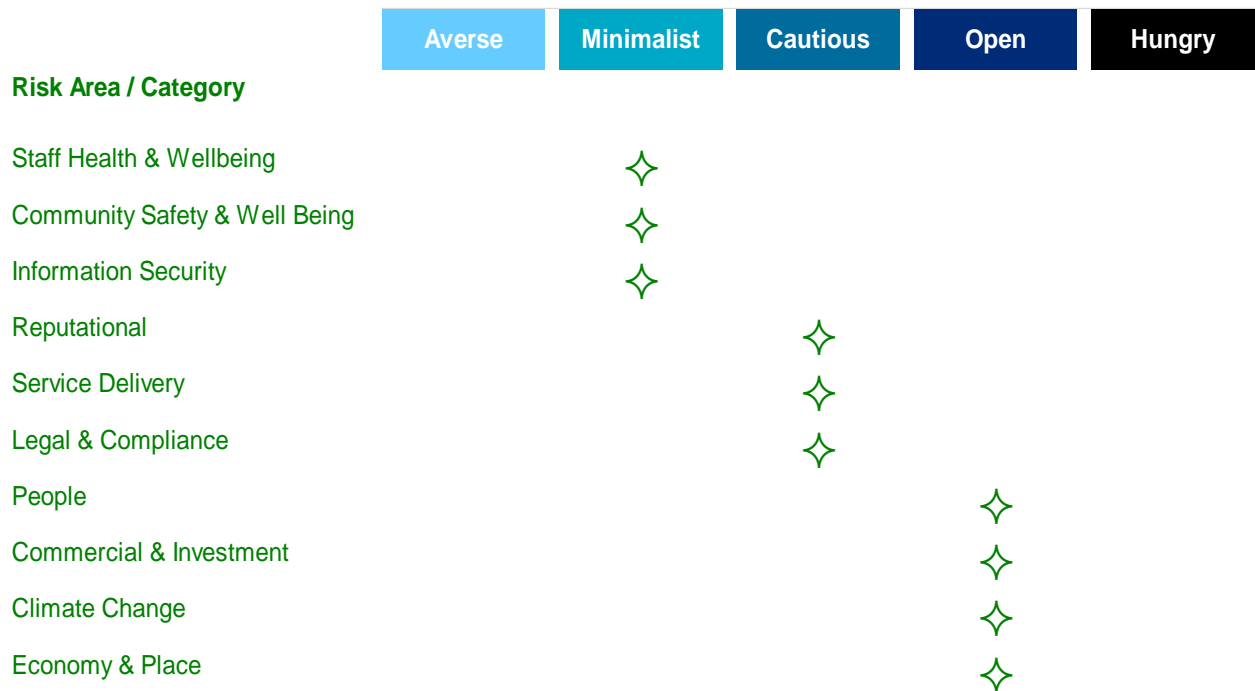 Averse Minimalist Cautious Open Hungry
Risk Area / Category
Staff Health & Wellbeing
Community Safety & Well Being
Information Security
Reputational
Service Delivery
Legal & Compliance
People
Commercial & Investment
Climate Change
Economy & Place